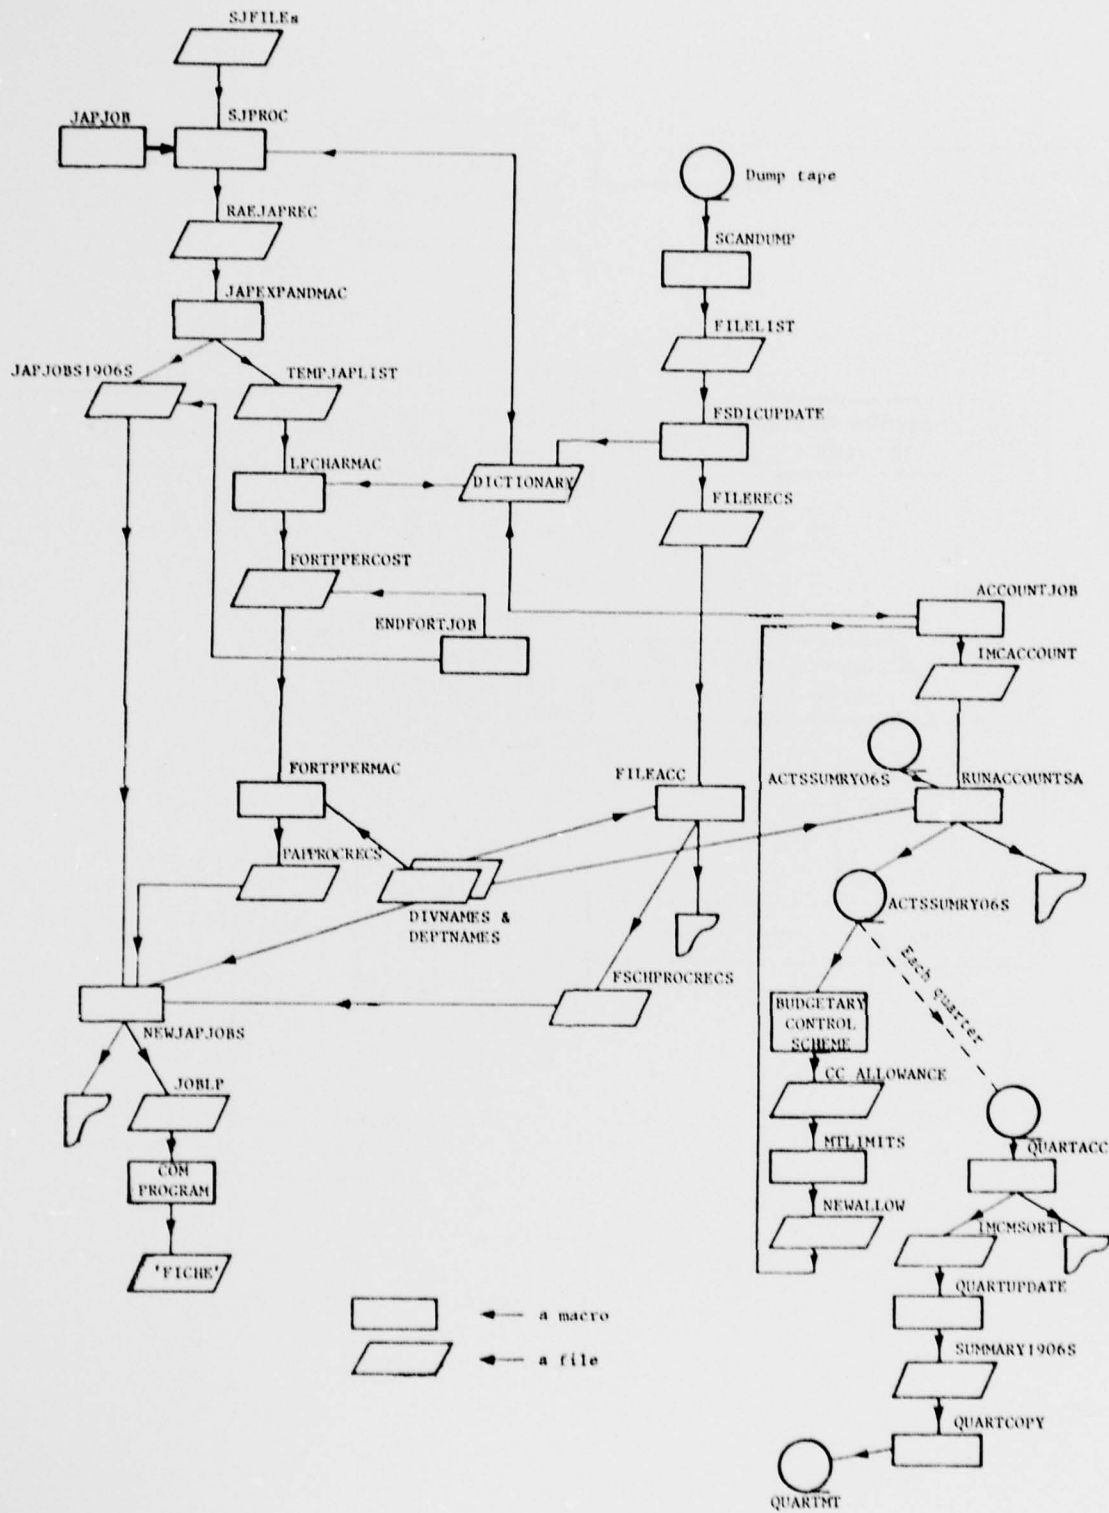 SJFILEs
JAPJOB
SJPROC
Dump tape
RAEJAPREC
SCANDUMP
JAPEXPANDMAC
FILELIST
JAPJOBS1906S
TEMPJAPLIST
FSDICUPDATE
LPCHARMAC
DICTIONARY
FILERECS
FORTPPERCOST
ACCOUNTJOB
ENDFORTJOB
IMCACCOUNT
FORTPPERMAC
FILEACC
ACTSSUMRY06S
RUNACCOUNTSA
PAPPROCRECS
ACTSSUMRY06S
DIVNAMES &
DEPTNAMES
Each quarter
FSCHPROCRECS
BUDGETARY
CONTROL
SCHEME
NEWJAPJOBS
CC ALLOWANCE
JOBLP
MTLIMITS
QUARTACC
COM
PROGRAM
NEWALLOW
IMCMSORT1
'FICHE'
QUARTUPDATE
a macro
SUMMARY1906S
a file
QUARTCOPY
QUARTMT